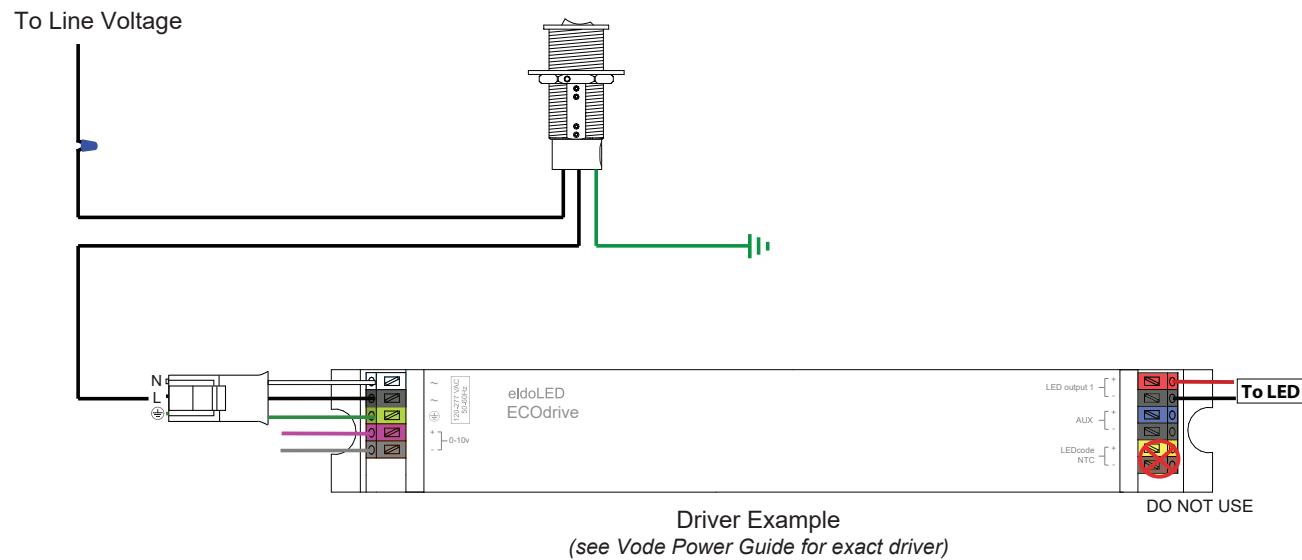 To Line Voltage
N
L
~
~
120-277 VAC
50-60Hz
+
-
0-10v
eldoLED
ECOdrive
LED output 1
+
-
AUX
+
-
LEDcode
NTC
+
-
To LED
DO NOT USE
Driver Example
(see Vode Power Guide for exact driver)